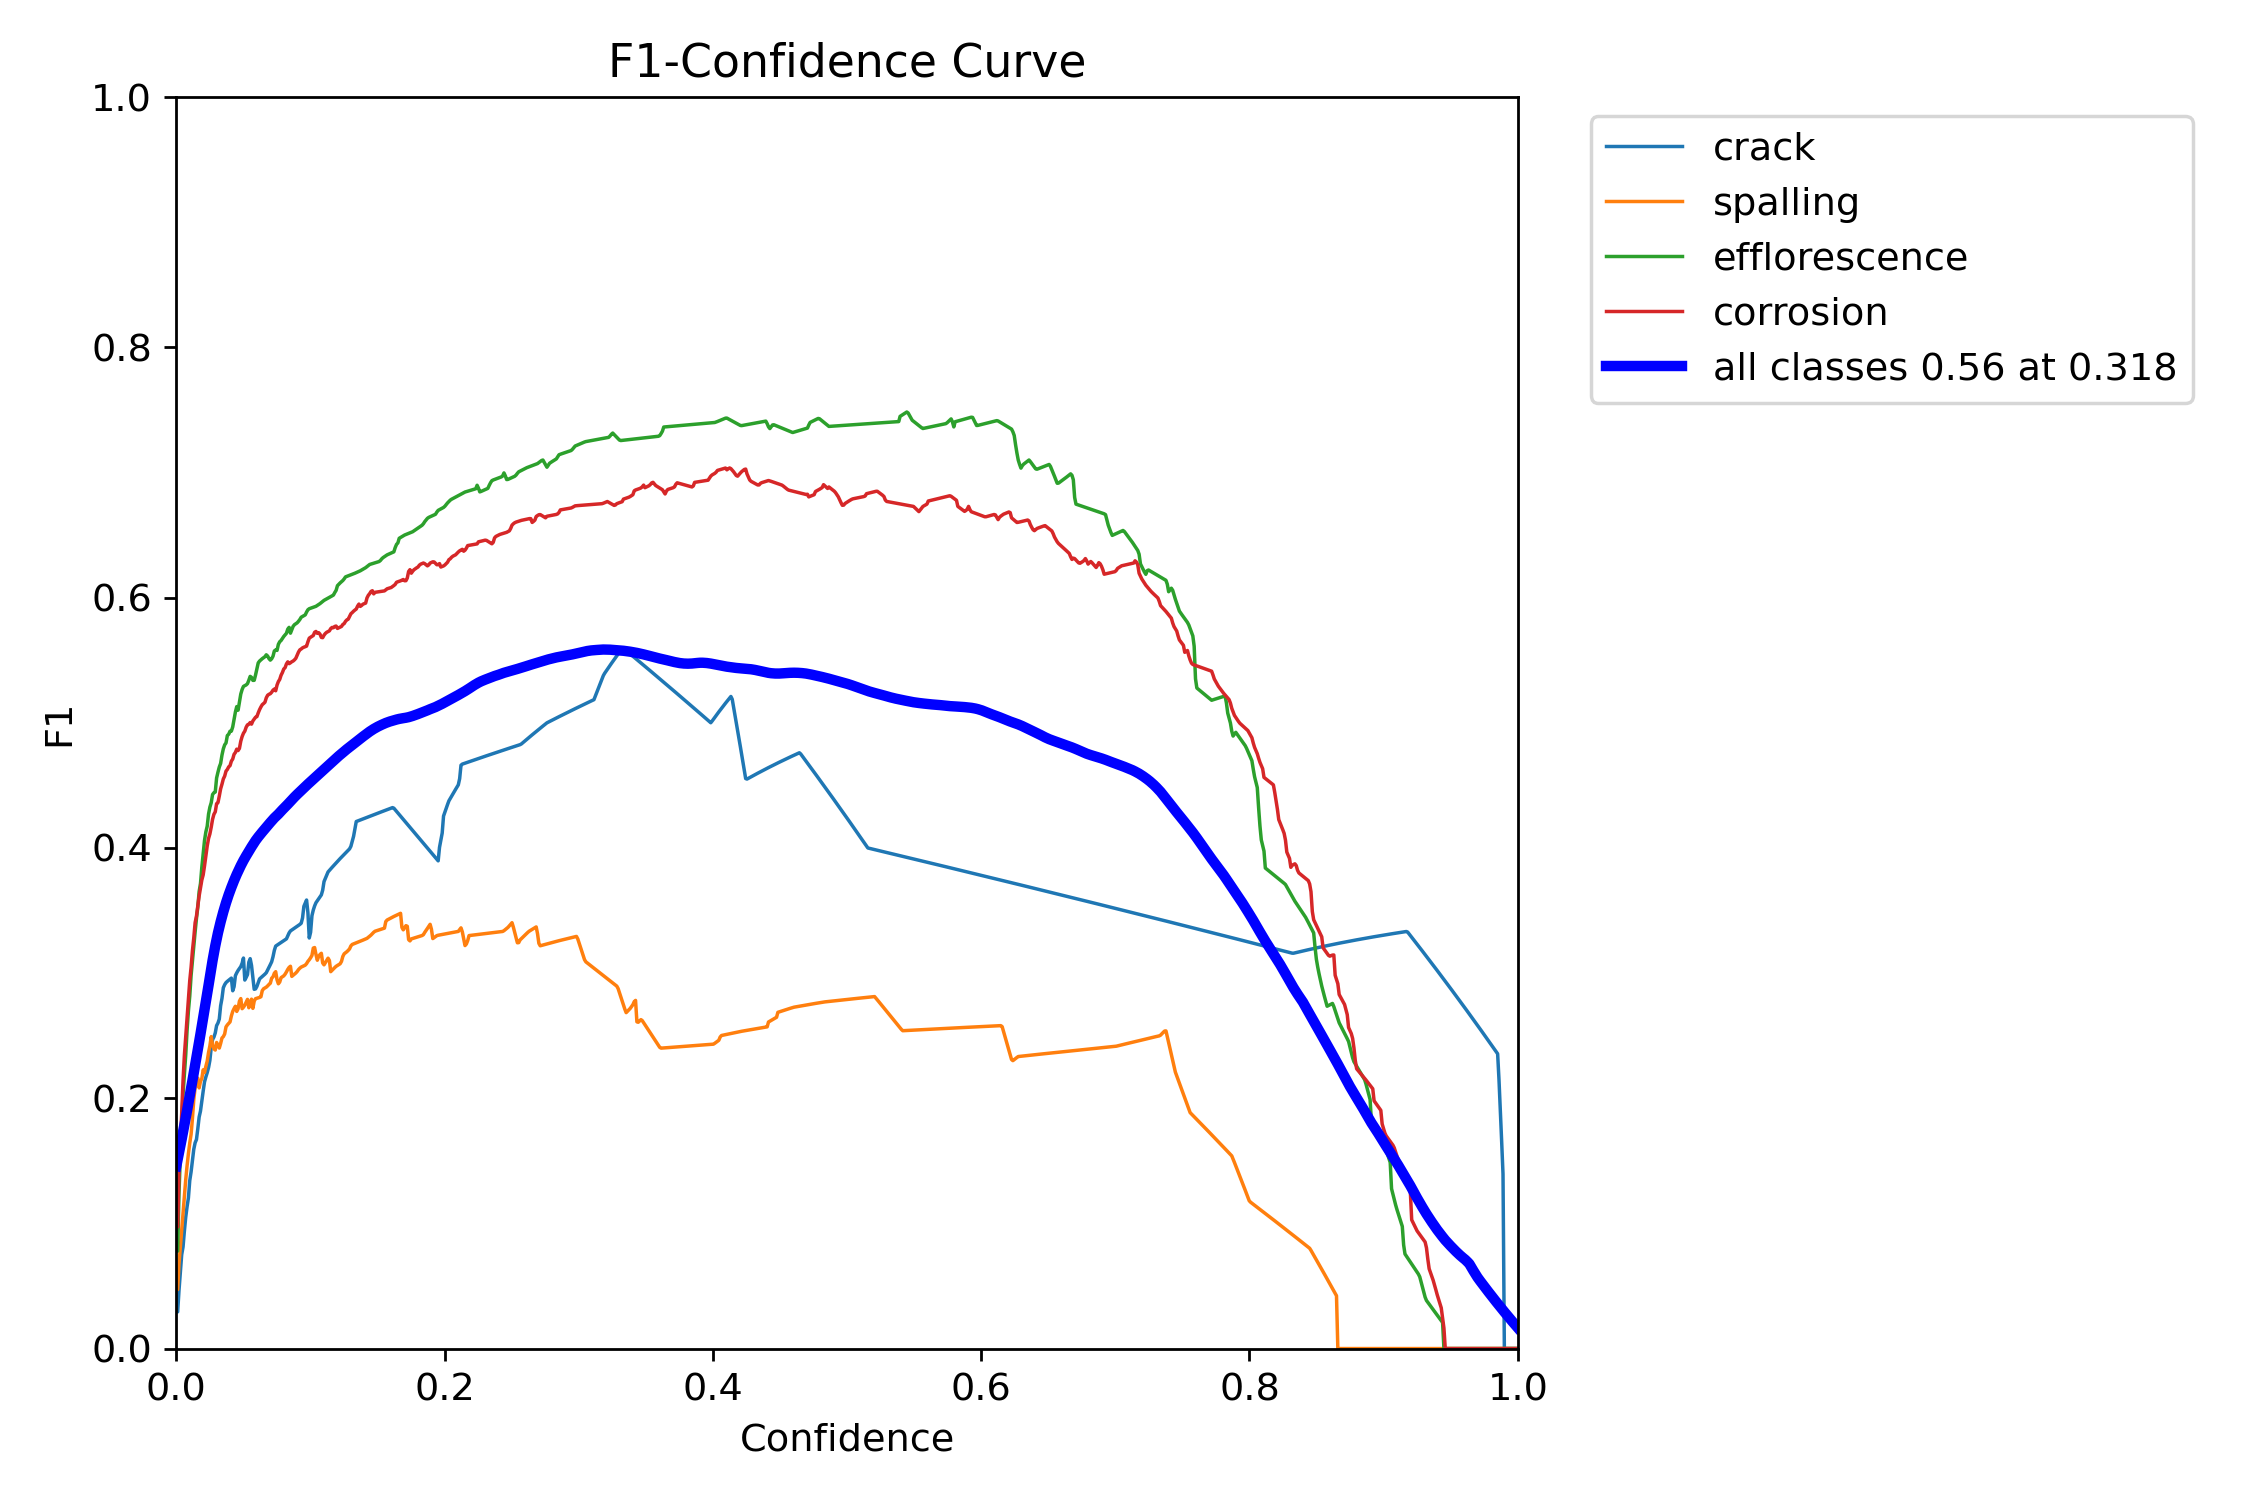 F1-Confidence Curve
1.0
0.8
0.6
0.4
0.2
0.0
F1
0.0 0.2 0.4 0.6 0.8 1.0
Confidence
crack
spalling
efflorescence
corrosion
all classes 0.56 at 0.318